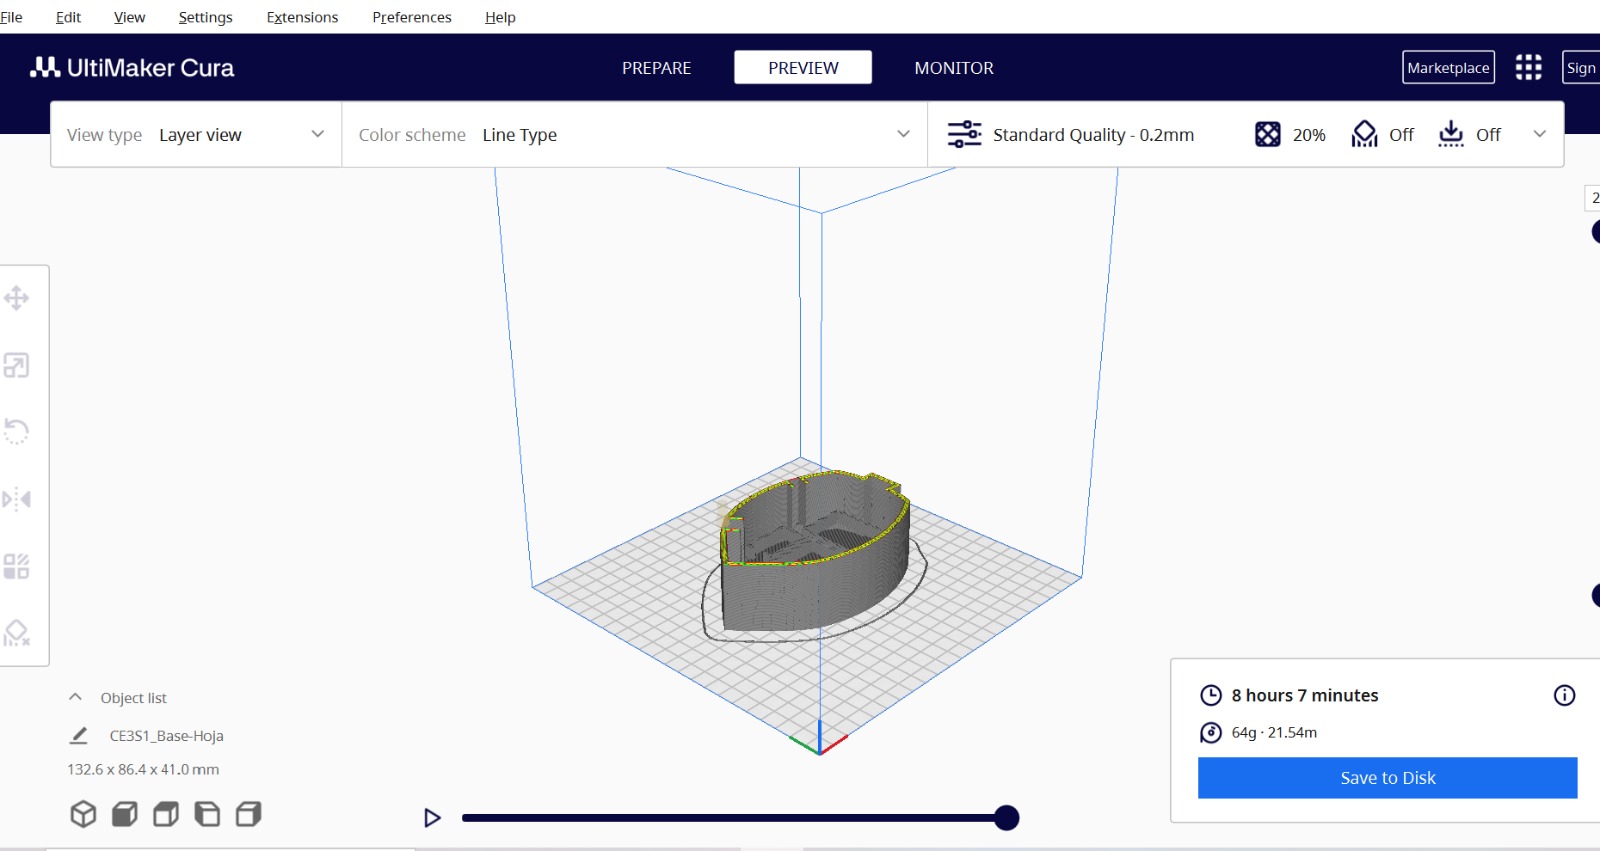 File Edit View Settings Extensions Preferences Help
UltiMaker Cura PREPARE PREVIEW MONITOR Marketplace Sign
View type Layer view Color scheme Line Type Standard Quality - 0.2mm 20% Off Off
2
Object list
CE3S1_Base-Hoja
132.6 x 86.4 x 41.0 mm
8 hours 7 minutes
64g · 21.54m
Save to Disk